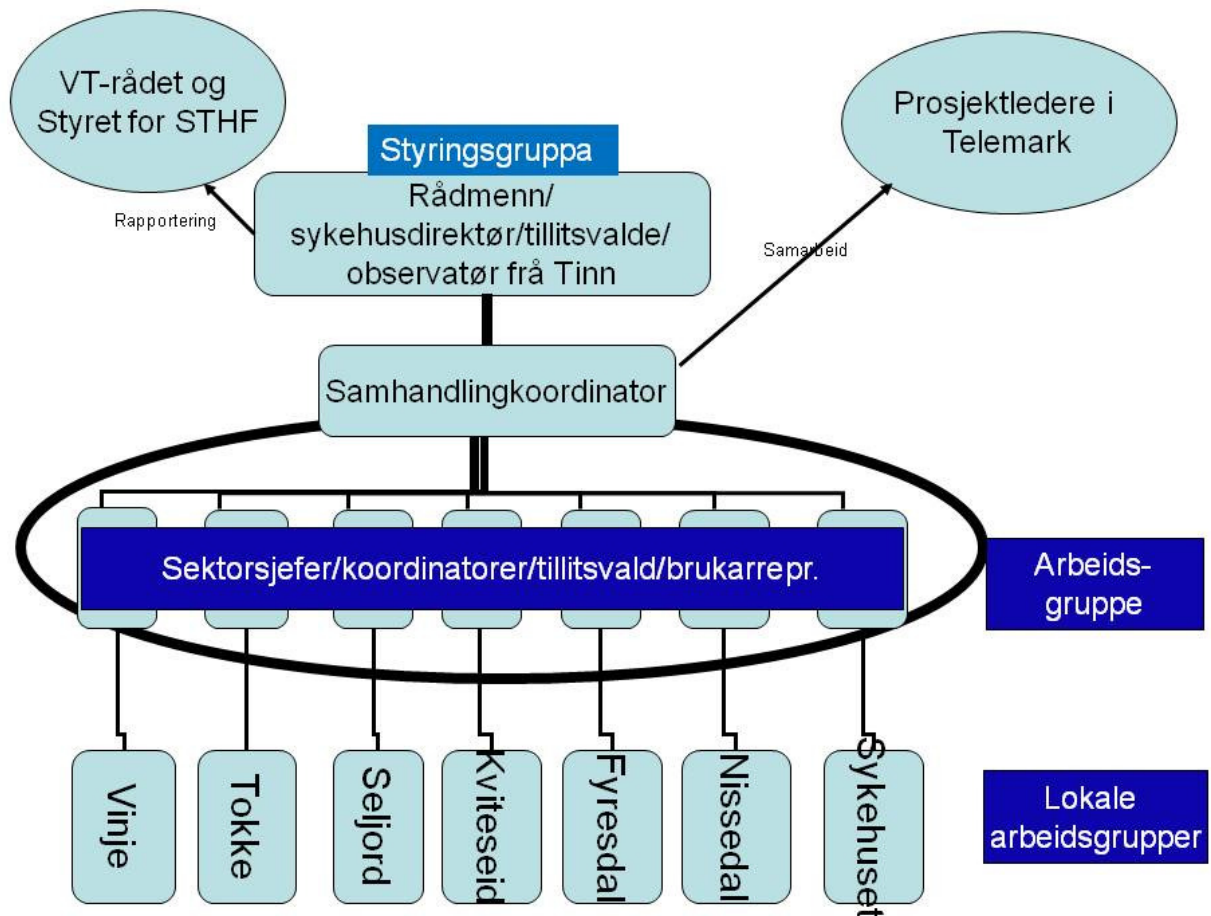 VT-rådet og
Styret for STHF
Prosjektledere i
Telemark
Styringsgruppa
Rådmenn/
sykehusdirektør/tillitsvalde/
observatør frå Tinn
Rapportering
Samarbeid
Samhandlingkoordinator
Sektorsjefer/koordinatorer/tillitsvald/brukarrepr.
Arbeids-
gruppe
Vinje
Tokke
Seljord
Kviteseid
Fyresdal
Nissedal
Sykehuset
Lokale
arbeidsgrupper